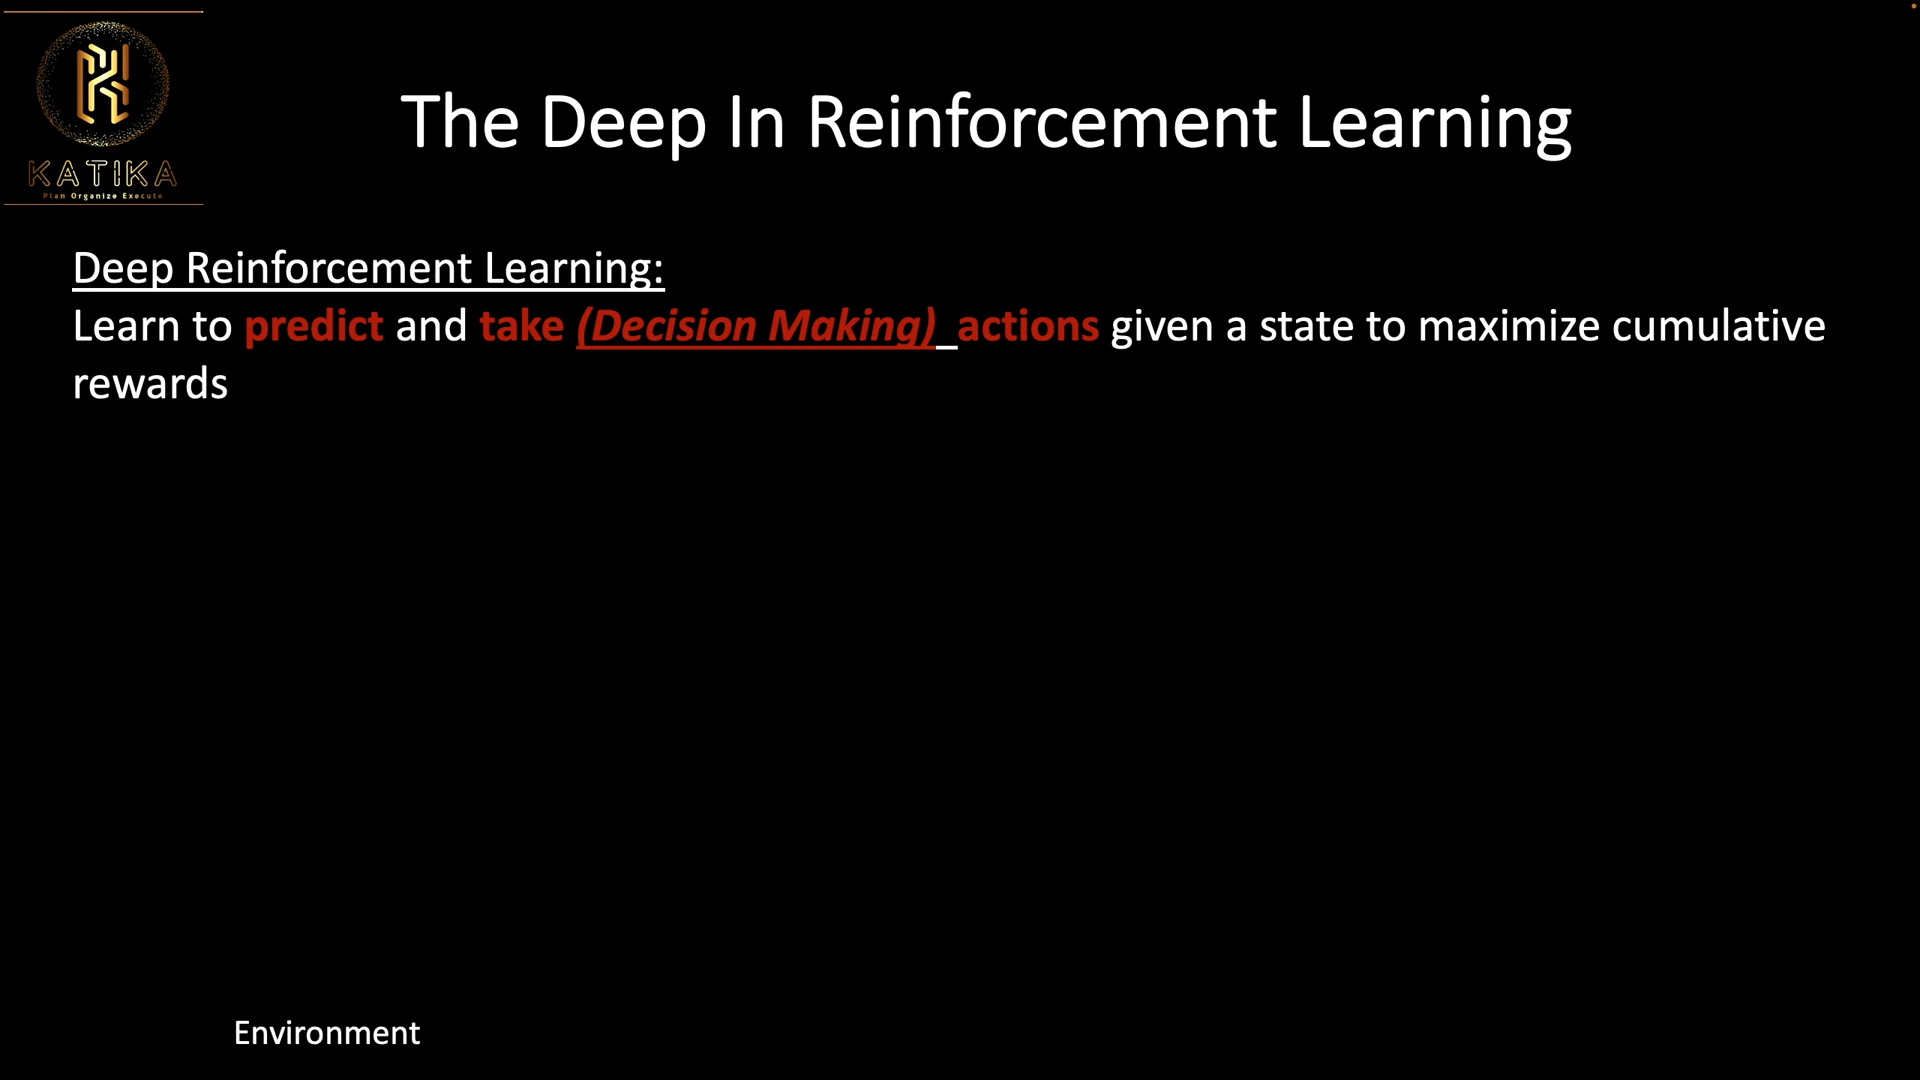 KATIKA
Plan Organize Execute
The Deep In Reinforcement Learning
Deep Reinforcement Learning:
Learn to predict and take (Decision Making) actions given a state to maximize cumulative
rewards
Environment